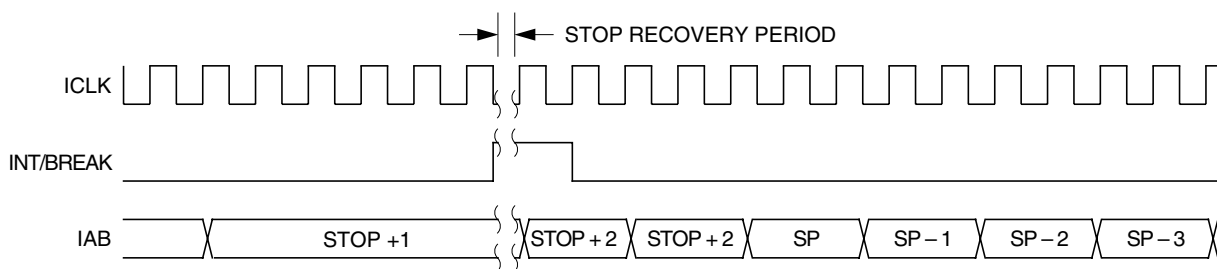 STOP RECOVERY PERIOD
ICLK
INT/BREAK
IAB STOP +1 STOP + 2 STOP + 2 SP SP – 1 SP – 2 SP – 3